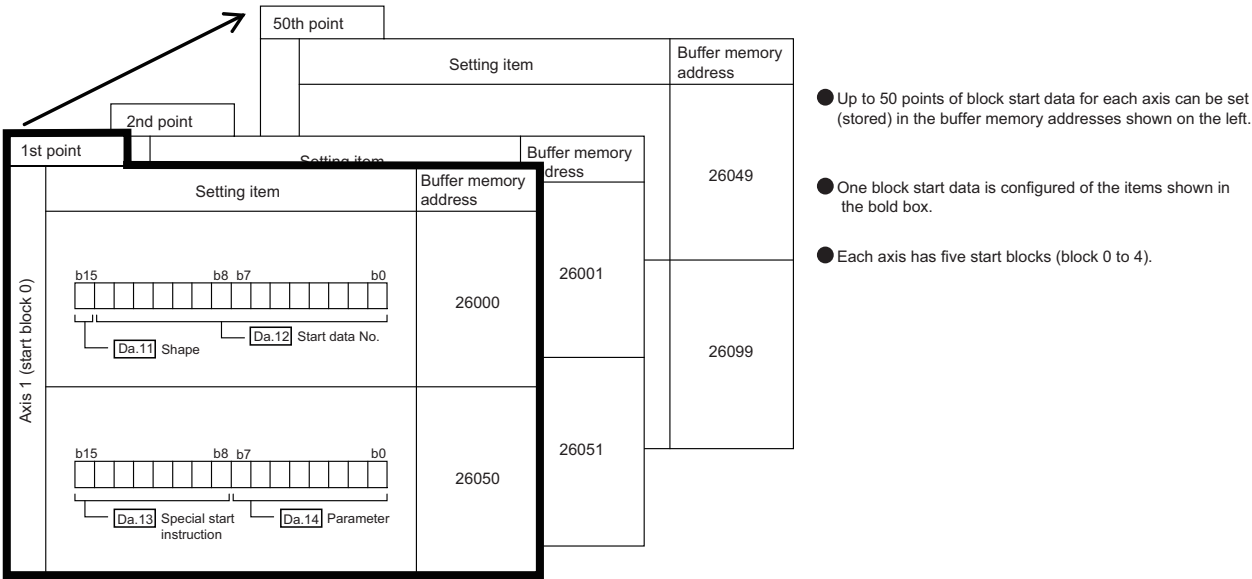 50th point
Setting item
Buffer memory
address
26049
26099
2nd point
Setting item
Buffer memory
address
26001
26051
1st point
Axis 1 (start block 0)
Setting item
Buffer memory
address
b15 b8 b7 b0
Da.11 Shape
Da.12 Start data No.
26000
b15 b8 b7 b0
Da.13 Special start
instruction
Da.14 Parameter
26050
●Up to 50 points of block start data for each axis can be set
(stored) in the buffer memory addresses shown on the left.
●One block start data is configured of the items shown in
the bold box.
●Each axis has five start blocks (block 0 to 4).